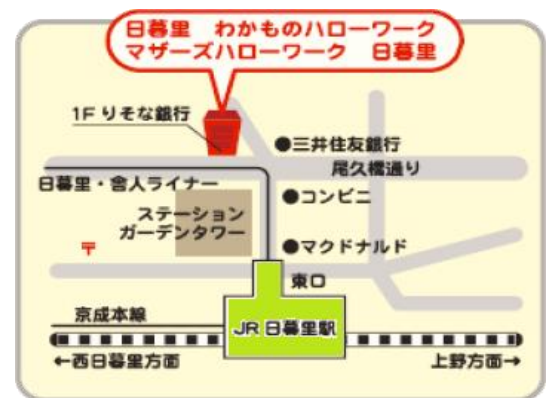 日暮里 わかものハローワーク
マザーズハローワーク 日暮里
1F りそな銀行
●三井住友銀行
尾久橋通り
日暮里・舎人ライナー
●コンビニ
ステーション
ガーデンタワー
〒
●マクドナルド
東口
京成本線
JR 日暮里駅
←西日暮里方面
上野方面→